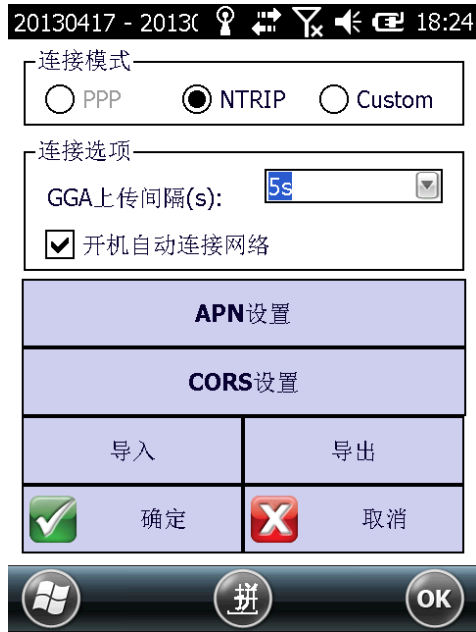 20130417 - 2013( 18:24
连接模式
PPP NTRIP Custom
连接选项
GGA上传间隔(s): 5s
开机自动连接网络
APN设置
CORS设置
导入 导出
确定 取消
拼 OK